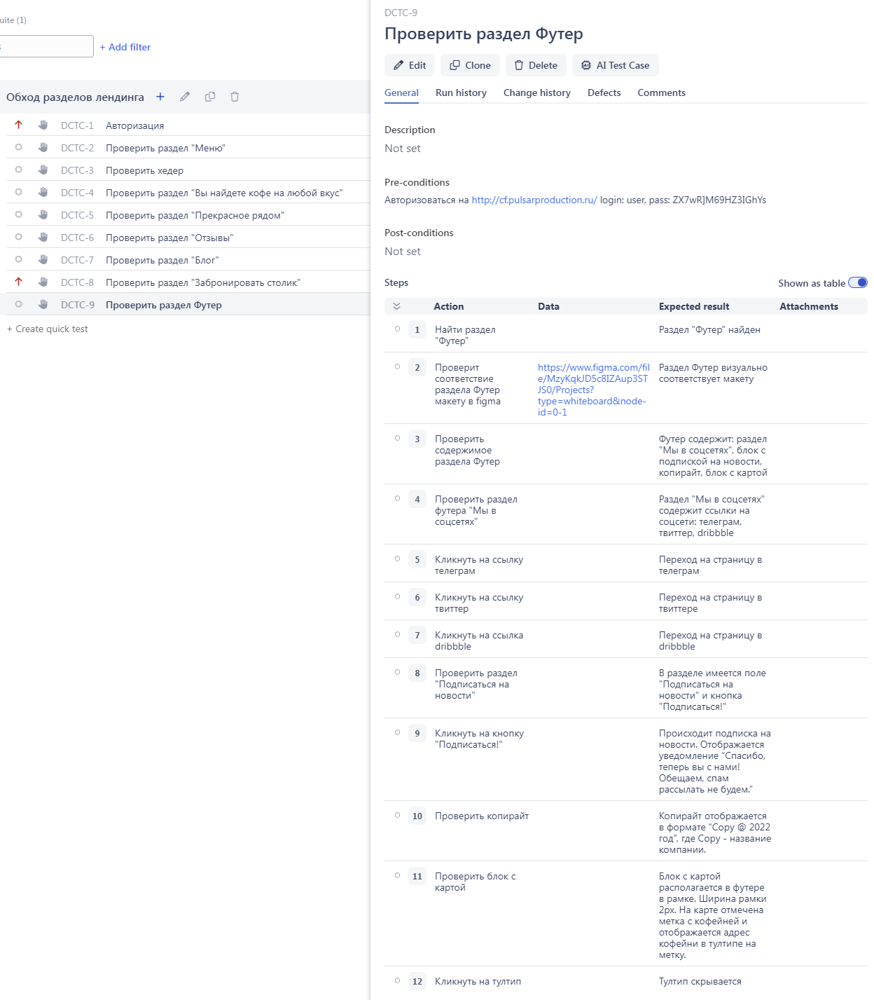 uite (1)
+ Add filter
Обход разделов лендинга
DCTC-1 Авторизация
DCTC-2 Проверить раздел "Меню"
DCTC-3 Проверить хедер
DCTC-4 Проверить раздел "Вы найдете кофе на любой вкус"
DCTC-5 Проверить раздел "Прекрасное рядом"
DCTC-6 Проверить раздел "Отзывы"
DCTC-7 Проверить раздел "Блог"
DCTC-8 Проверить раздел "Забронировать столик"
DCTC-9 Проверить раздел Футер
+ Create quick test
DCTC-9
Проверить раздел Футер
Edit Clone Delete AI Test Case
General Run history Change history Defects Comments
Description
Not set
Pre-conditions
Авторизоваться на http://cf.pulsarproduction.ru/ login: user, pass: ZX7wR]M69HZ3IGhYs
Post-conditions
Not set
Steps
Shown as table
Action Data Expected result Attachments
1
Найти раздел
"Футер"
Раздел "Футер" найден
2
Проверит
соответствие
раздела Футер
макету в figma
https://www.figma.com/fil
e/MzyKqkJD5c8IZAup3ST
JS0/Projects?
type=whiteboard&node-
id=0-1
Раздел Футер визуально
соответствует макету
3
Проверить
содержимое
раздела Футер
Футер содержит: раздел
"Мы в соцсетях", блок с
подпиской на новости,
копирайт, блок с картой
4
Проверить раздел
футера "Мы в
соцсетях"
Раздел "Мы в соцсетях"
содержит ссылки на
соцсети: телеграм,
твиттер, dribbble
5
Кликнуть на ссылку
телеграм
Переход на страницу в
телеграм
6
Кликнуть на ссылку
твиттер
Переход на страницу в
твиттере
7
Кликнуть на ссылка
dribbble
Переход на страницу в
dribbble
8
Проверить раздел
"Подписаться на
новости"
В разделе имеется поле
"Подписаться на
новости" и кнопка
"Подписаться!"
9
Кликнуть на кнопку
"Подписаться!"
Происходит подписка на
новости. Отображается
уведомление “Спасибо,
теперь вы с нами!
Обещаем, спам
рассылать не будем.”
10
Проверить копирайт
Копирайт отображается
в формате “Copy @ 2022
год”, где Copy - название
компании.
11
Проверить блок с
картой
Блок с картой
располагается в футере
в рамке. Ширина рамки
2px. На карте отмечена
метка с кофейней и
отображается адрес
кофейни в тултипе на
метку.
12
Кликнуть на тултип
Тултип скрывается